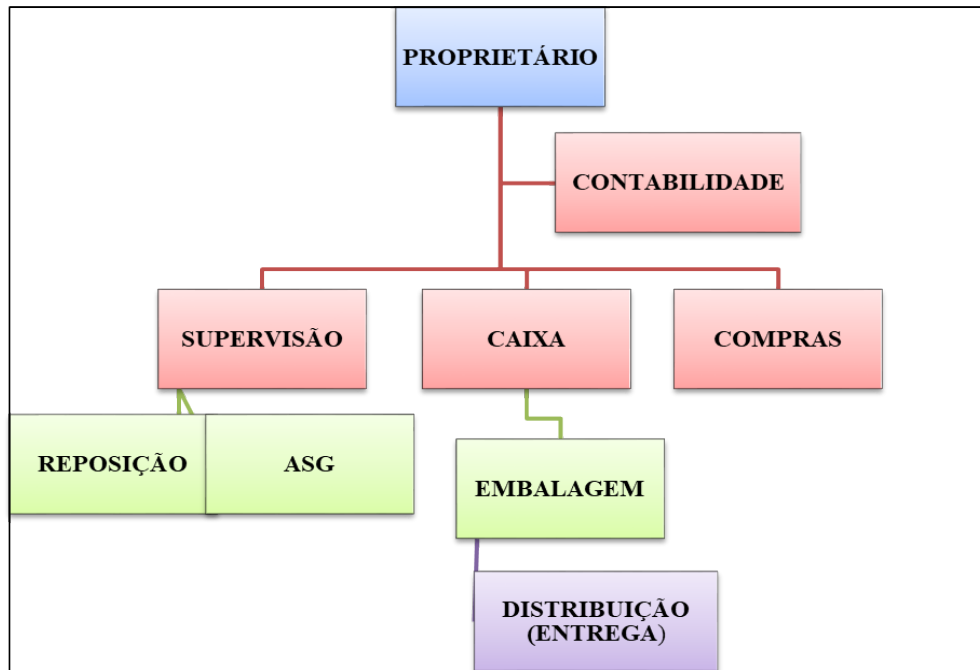 PROPRIETÁRIO
CONTABILIDADE
SUPERVISÃO
CAIXA
COMPRAS
REPOSIÇÃO
ASG
EMBALAGEM
DISTRIBUIÇÃO
(ENTREGA)